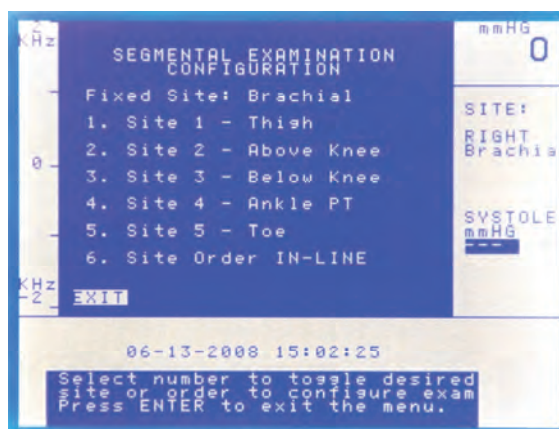 2
KHz
SEGMENTAL EXAMINATION
CONFIGURATION
Fixed Site: Brachial
1. Site 1 - Thigh
2. Site 2 - Above Knee
3. Site 3 - Below Knee
4. Site 4 - Ankle PT
5. Site 5 - Toe
6. Site Order IN-LINE
EXIT
0
KHz
-2
mmHG
0
SITE:
RIGHT
Brachia
SYSTOLE
mmHG
---
06-13-2008 15:02:25
Select number to toggle desired
site or order to configure exam
Press ENTER to exit the menu.